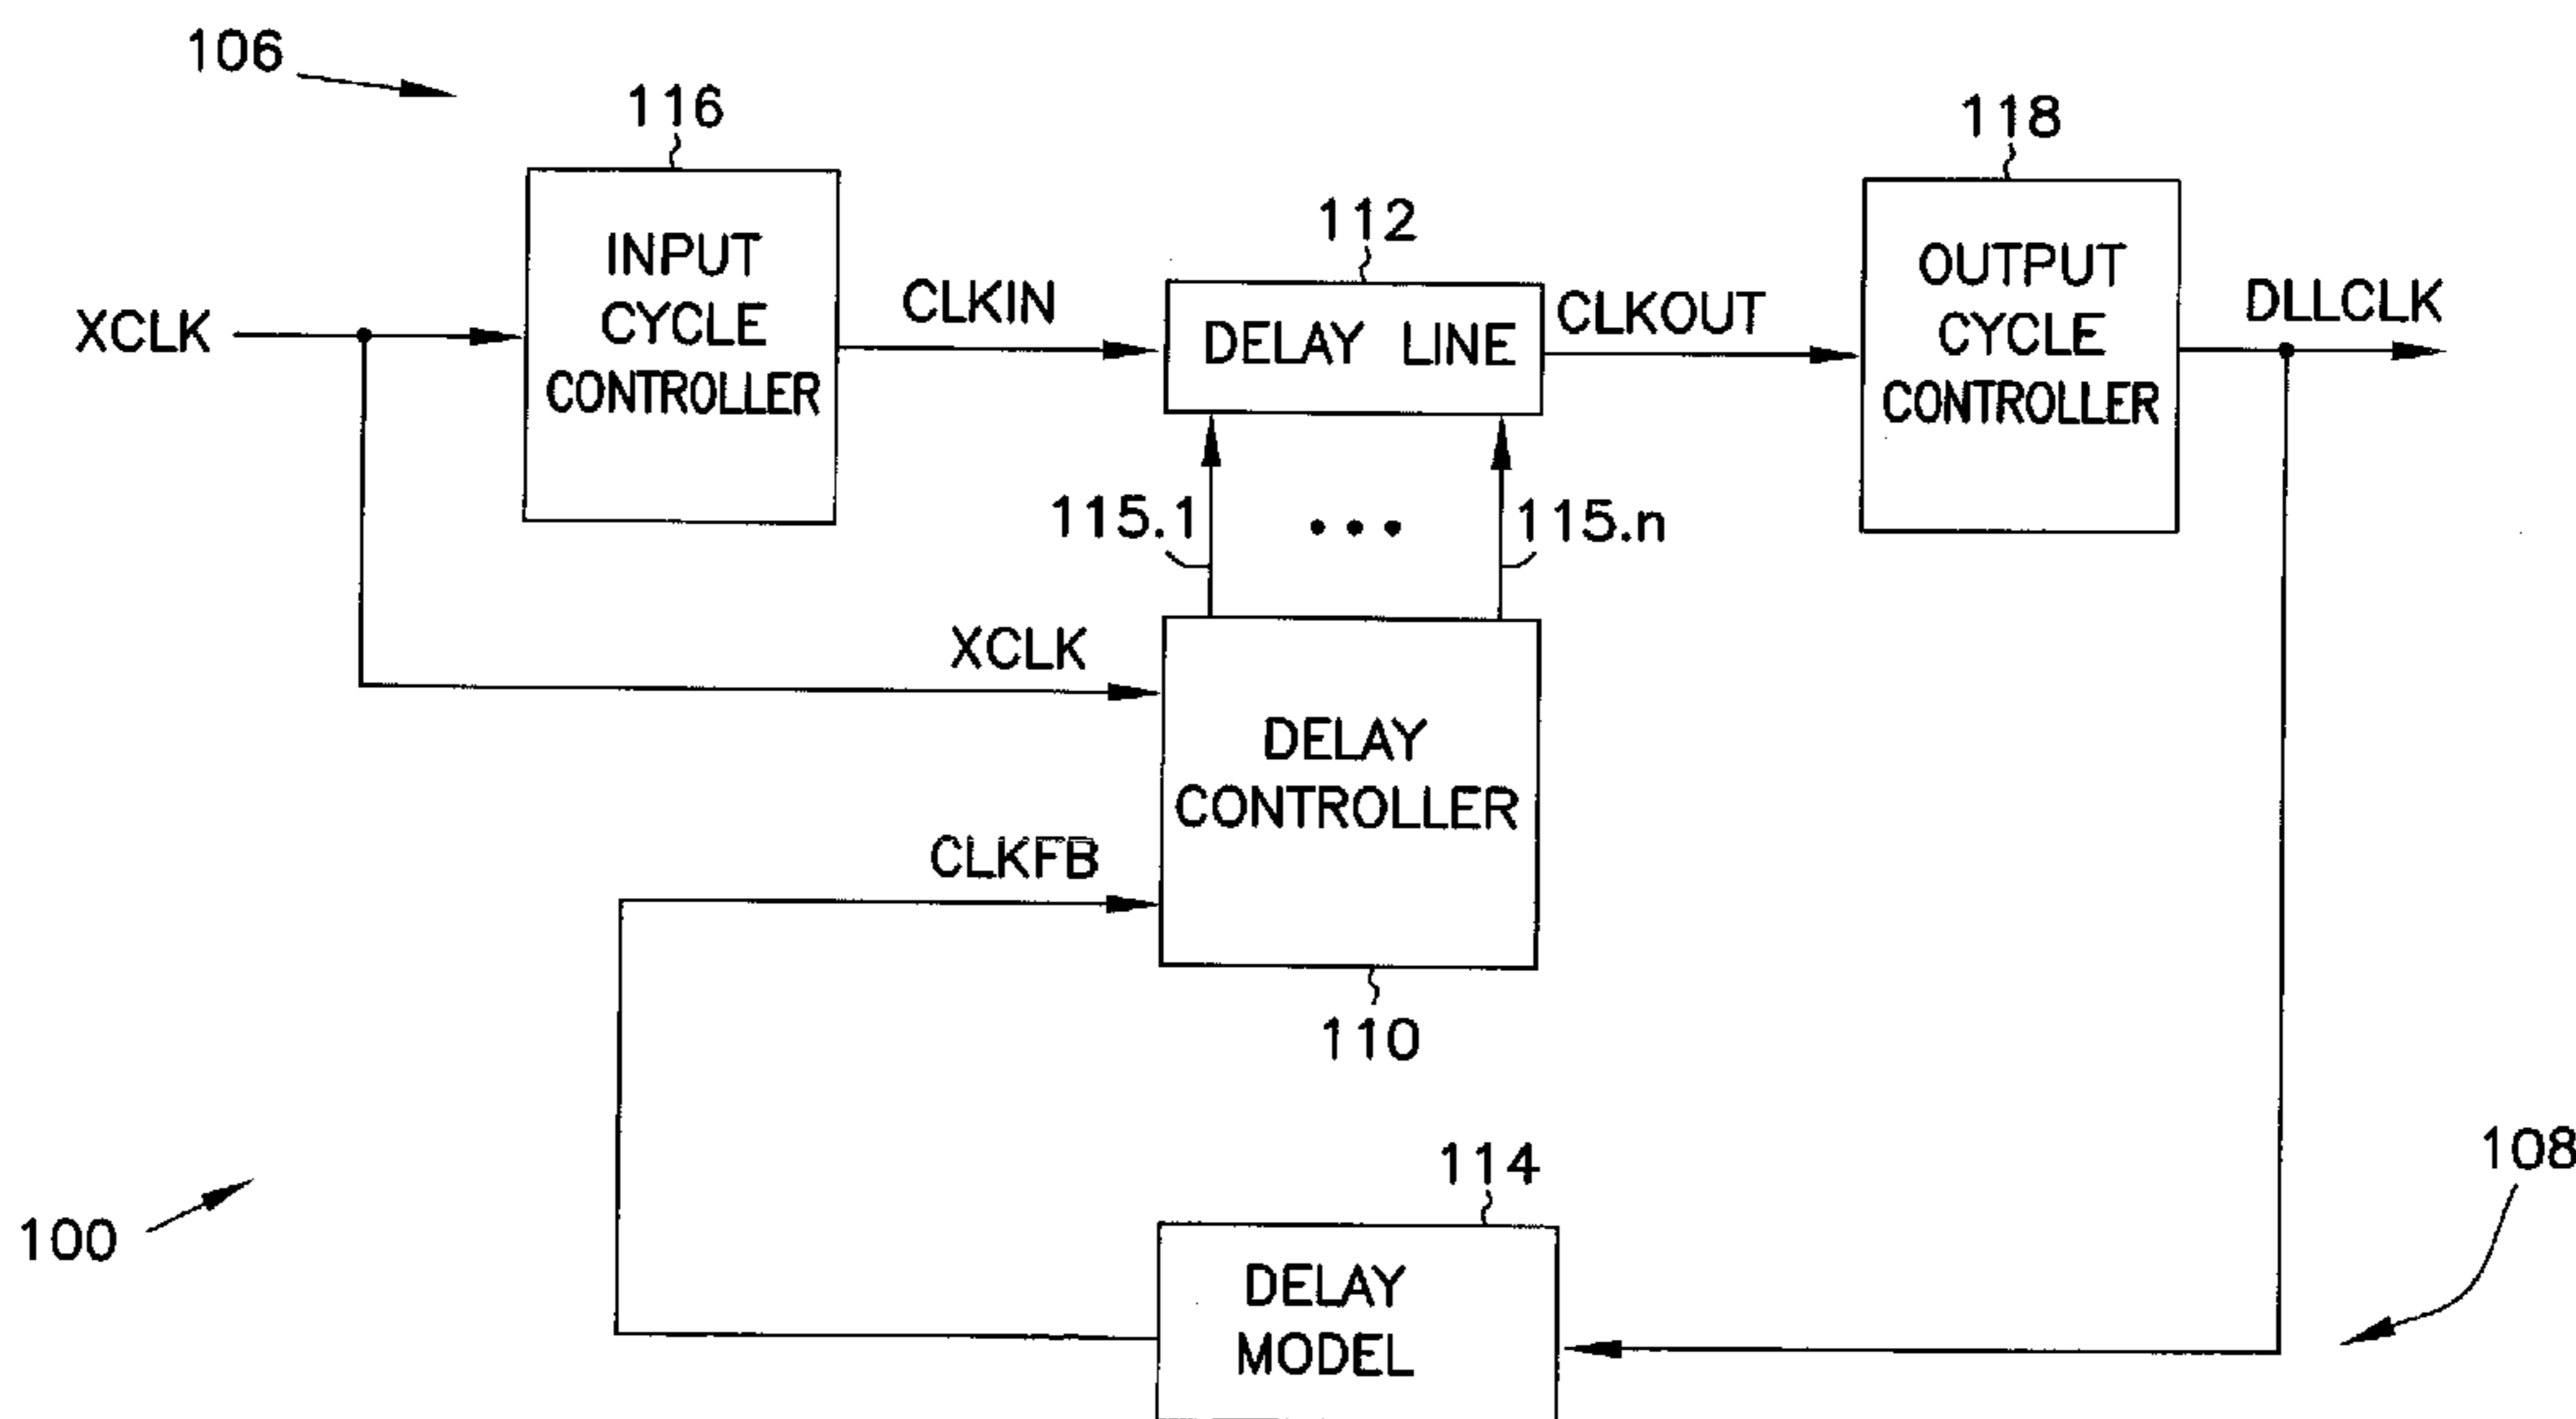 106
116
118
112
INPUT
CYCLE
CONTROLLER
OUTPUT
CYCLE
CONTROLLER
XCLK
CLKIN
DELAY LINE
CLKOUT
DLLCLK
115.1
115.n
XCLK
DELAY
CONTROLLER
CLKFB
110
114
108
100
DELAY
MODEL